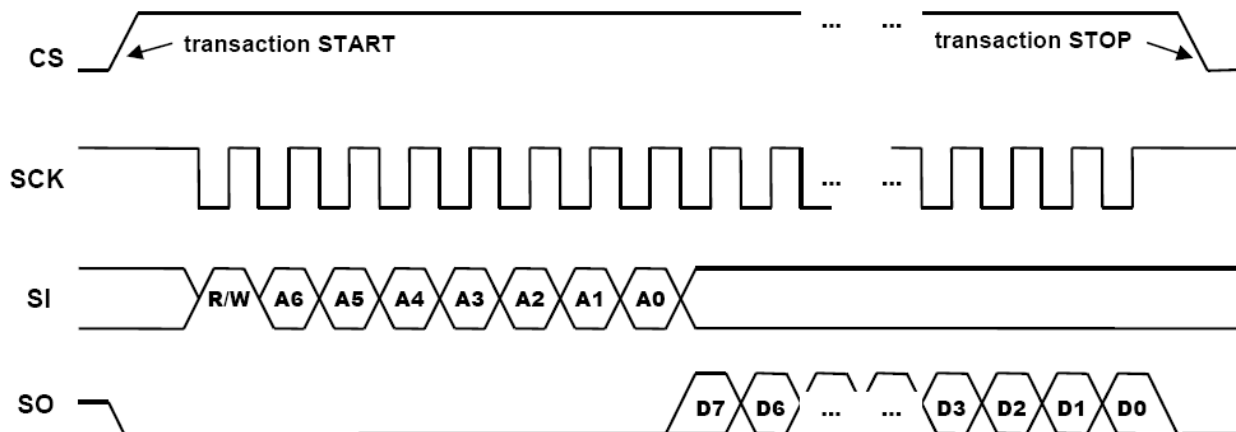 ... ...
CS transaction START transaction STOP
SCK ... ...
SI R/W A6 A5 A4 A3 A2 A1 A0
SO D7 D6 ... ... D3 D2 D1 D0